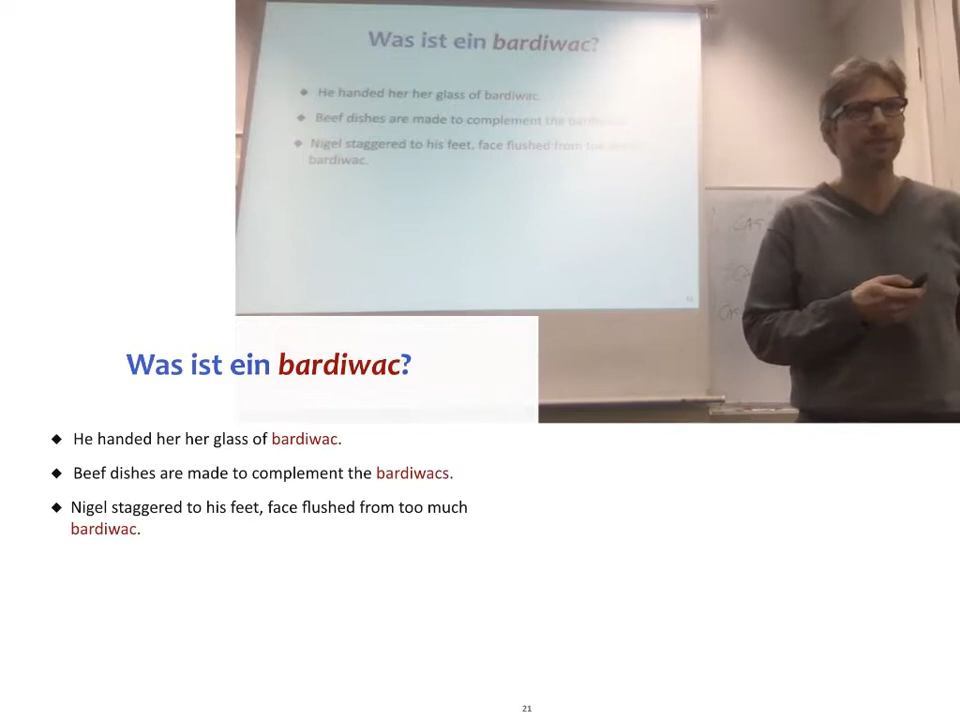 Was ist ein bardiwac?
◆ He handed her her glass of bardiwac.
◆ Beef dishes are made to complement the
◆ Nigel staggered to his feet, face flushed from too
bardiwac.
Was ist ein bardiwac?
◆ He handed her her glass of bardiwac.
◆ Beef dishes are made to complement the bardiwacs.
◆ Nigel staggered to his feet, face flushed from too much
bardiwac.
21